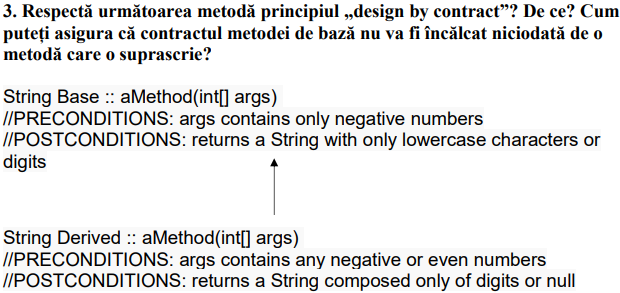 3. Respectă următoarea metodă principiul „design by contract”? De ce? Cum
puteți asigura că contractul metodei de bază nu va fi încălcat niciodată de o
metodă care o suprascrie?
String Base :: aMethod(int[] args)
//PRECONDITIONS: args contains only negative numbers
//POSTCONDITIONS: returns a String with only lowercase characters or
digits
String Derived :: aMethod(int[] args)
//PRECONDITIONS: args contains any negative or even numbers
//POSTCONDITIONS: returns a String composed only of digits or null